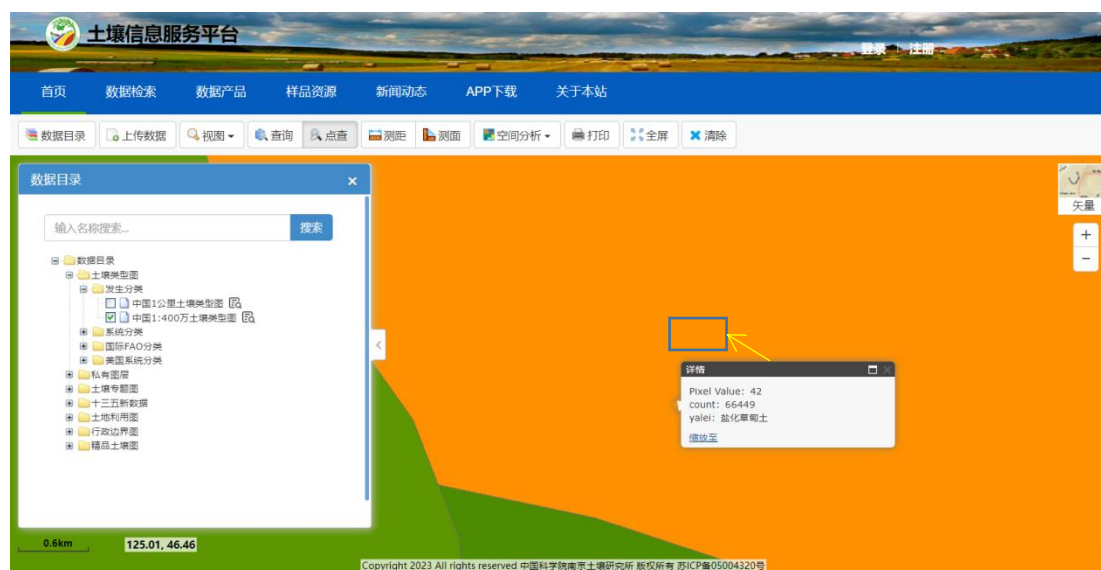 土壤信息服务平台
登录 | 注册
首页 数据检索 数据产品 样品资源 新闻动态 APP下载 关于本站
数据目录 上传数据 视图 查询 点查 测距 测面 空间分析 打印 全屏 清除
数据目录 ×
输入名称搜索... 搜索
数据目录
土壤类型图
发生分类
中国1公里土壤类型图
中国1:400万土壤类型图
系统分类
国际FAO分类
美国系统分类
私有图层
土壤专题图
十三五新数据
土地利用图
行政边界图
精品土壤图
矢量
+
−
详情
Pixel Value: 42
count: 66449
yalei: 盐化草甸土
缩放至
0.6km 125.01, 46.46
Copyright 2023 All rights reserved 中国科学院南京土壤研究所 版权所有 苏ICP备05004320号